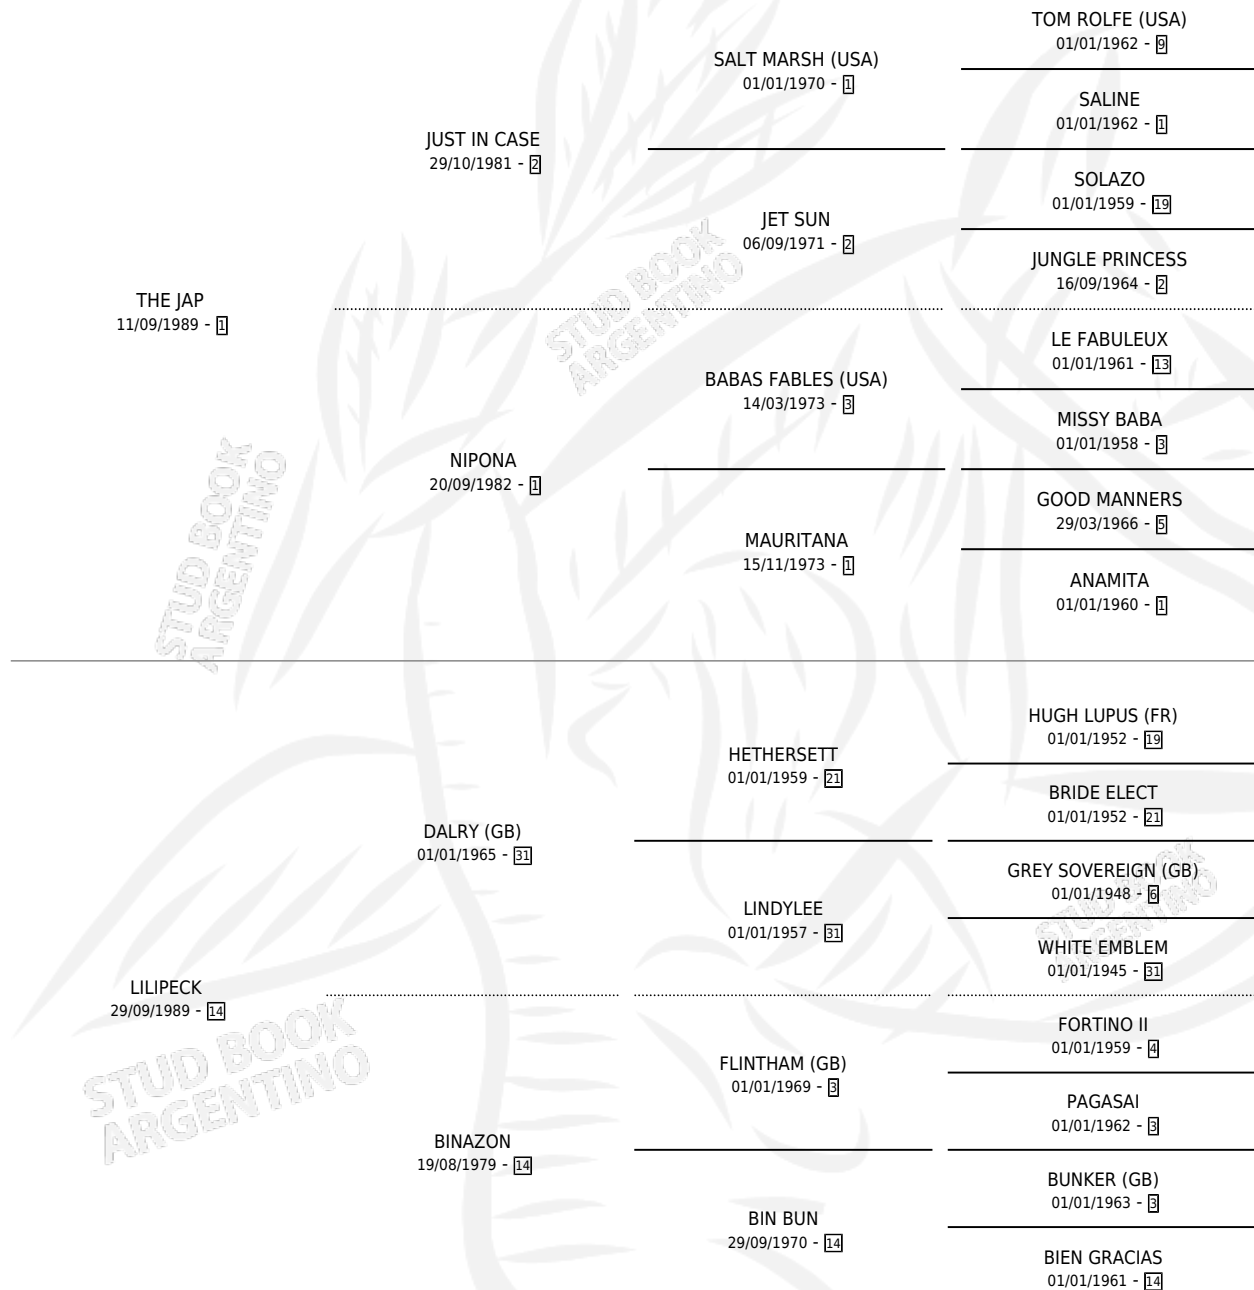 TOM ROLFE (USA)
01/01/1962 - 9
SALT MARSH (USA)
01/01/1970 - 1
SALINE
01/01/1962 - 1
JUST IN CASE
29/10/1981 - 2
SOLAZO
01/01/1959 - 19
JET SUN
06/09/1971 - 2
JUNGLE PRINCESS
16/09/1964 - 2
THE JAP
11/09/1989 - 1
LE FABULEUX
01/01/1961 - 13
BABAS FABLES (USA)
14/03/1973 - 3
MISSY BABA
01/01/1958 - 3
NIPONA
20/09/1982 - 1
GOOD MANNERS
29/03/1966 - 5
MAURITANA
15/11/1973 - 1
ANAMITA
01/01/1960 - 1
STUD BOOK
ARGENTINO
STUD BOOK
ARGENTINO
HUGH LUPUS (FR)
01/01/1952 - 19
HETHERSETT
01/01/1959 - 21
BRIDE ELECT
01/01/1952 - 21
DALRY (GB)
01/01/1965 - 31
GREY SOVEREIGN (GB)
01/01/1948 - 6
LINDYLEE
01/01/1957 - 31
WHITE EMBLEM
01/01/1945 - 31
STUD BOOK
ARGENTINO
LILIPECK
29/09/1989 - 14
FORTINO II
01/01/1959 - 4
FLINTHAM (GB)
01/01/1969 - 3
PAGASAI
01/01/1962 - 3
STUD BOOK
ARGENTINO
BINAZON
19/08/1979 - 14
BUNKER (GB)
01/01/1963 - 3
BIN BUN
29/09/1970 - 14
BIEN GRACIAS
01/01/1961 - 14